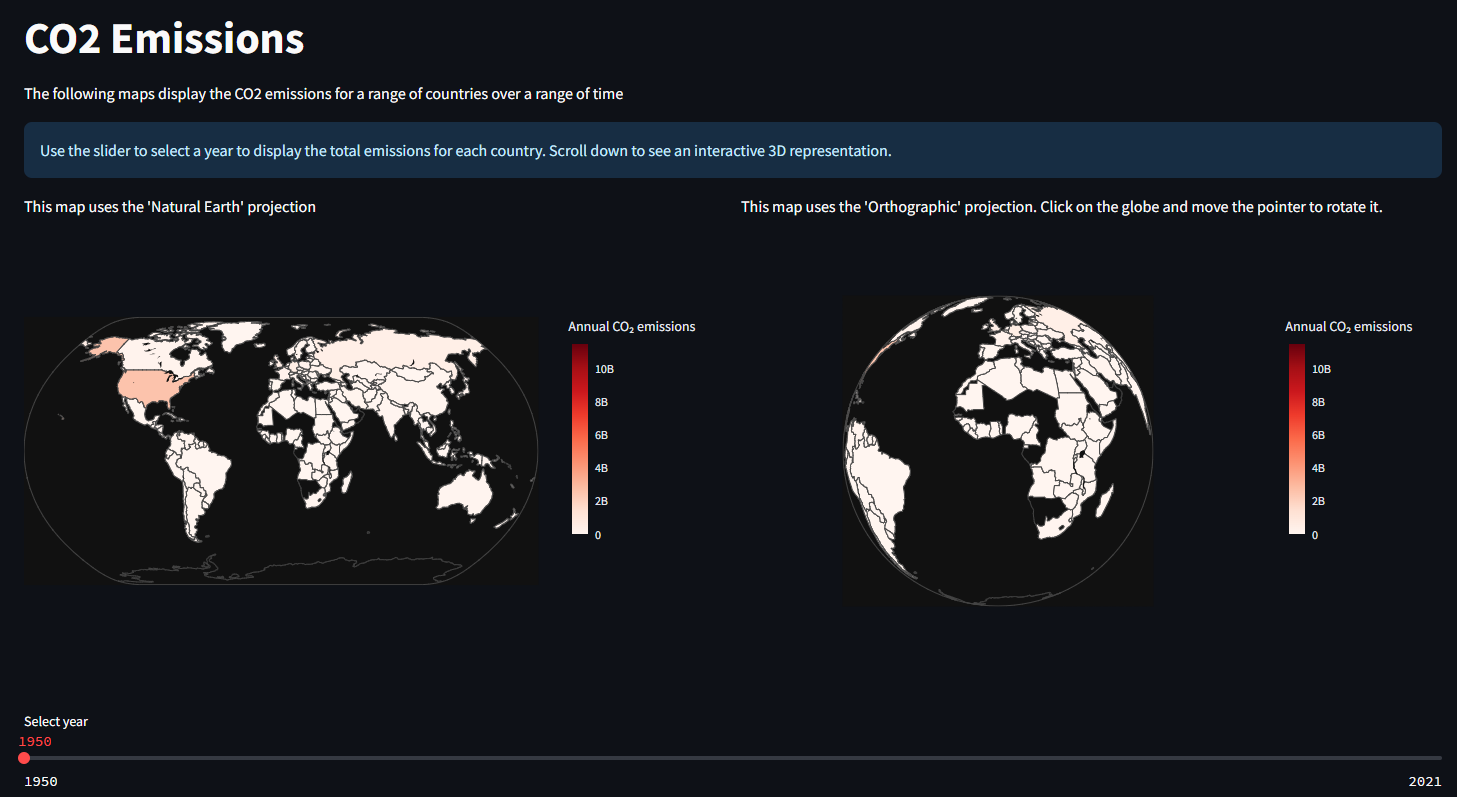 CO2 Emissions
The following maps display the CO2 emissions for a range of countries over a range of time
Use the slider to select a year to display the total emissions for each country. Scroll down to see an interactive 3D representation.
This map uses the 'Natural Earth' projection
Annual CO₂ emissions
10B
8B
6B
4B
2B
0
This map uses the 'Orthographic' projection. Click on the globe and move the pointer to rotate it.
Annual CO₂ emissions
10B
8B
6B
4B
2B
0
Select year
1950
1950
2021